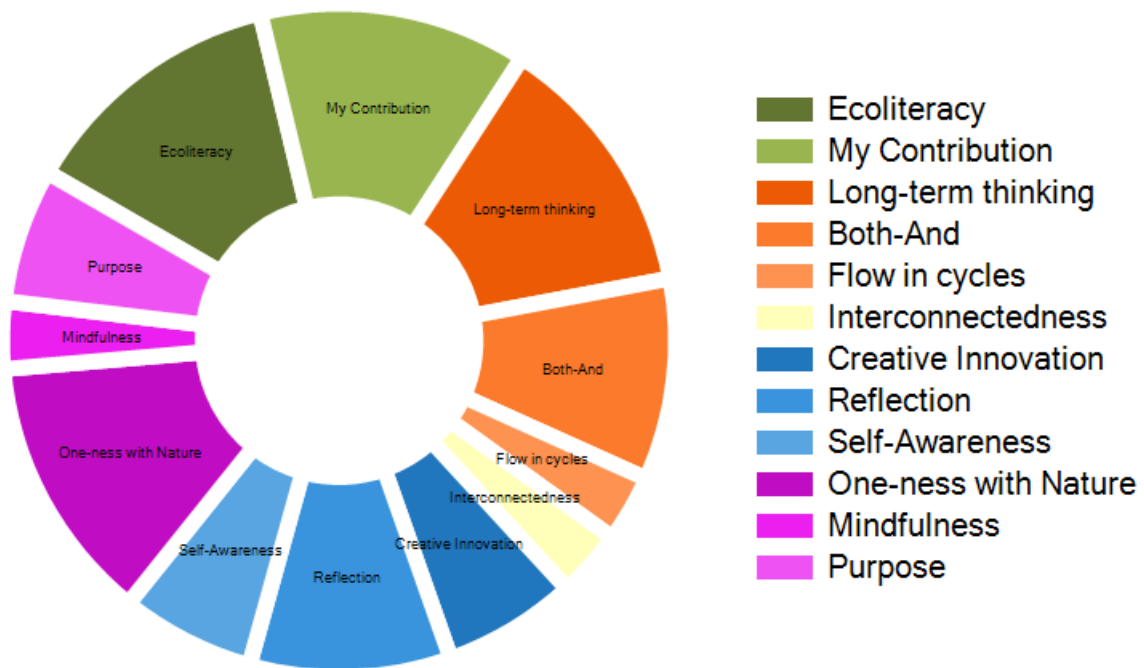 My Contribution
Ecoliteracy
Long-term thinking
Purpose
Mindfulness
Both-And
One-ness with Nature
Flow in cycles
Interconnectedness
Creative Innovation
Self-Awareness
Reflection
Ecoliteracy
My Contribution
Long-term thinking
Both-And
Flow in cycles
Interconnectedness
Creative Innovation
Reflection
Self-Awareness
One-ness with Nature
Mindfulness
Purpose